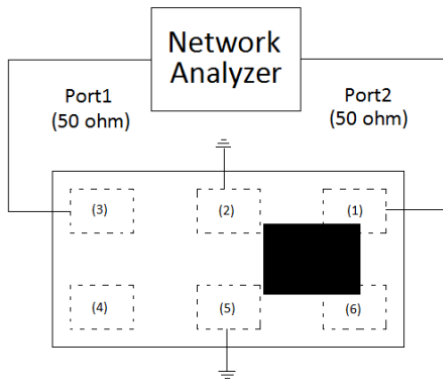 Network
Analyzer
Port1
(50 ohm)
Port2
(50 ohm)
(3)
(2)
(1)
(4)
(5)
(6)